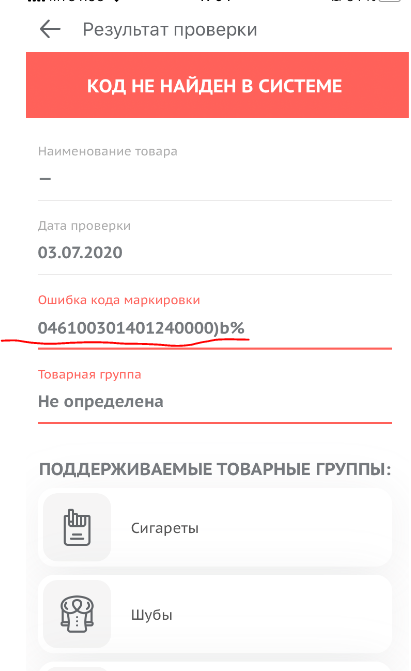 Результат проверки
КОД НЕ НАЙДЕН В СИСТЕМЕ
Наименование товара
—
Дата проверки
03.07.2020
Ошибка кода маркировки
046100301401240000)b%
Товарная группа
Не определена
ПОДДЕРЖИВАЕМЫЕ ТОВАРНЫЕ ГРУППЫ:
Сигареты
Шубы